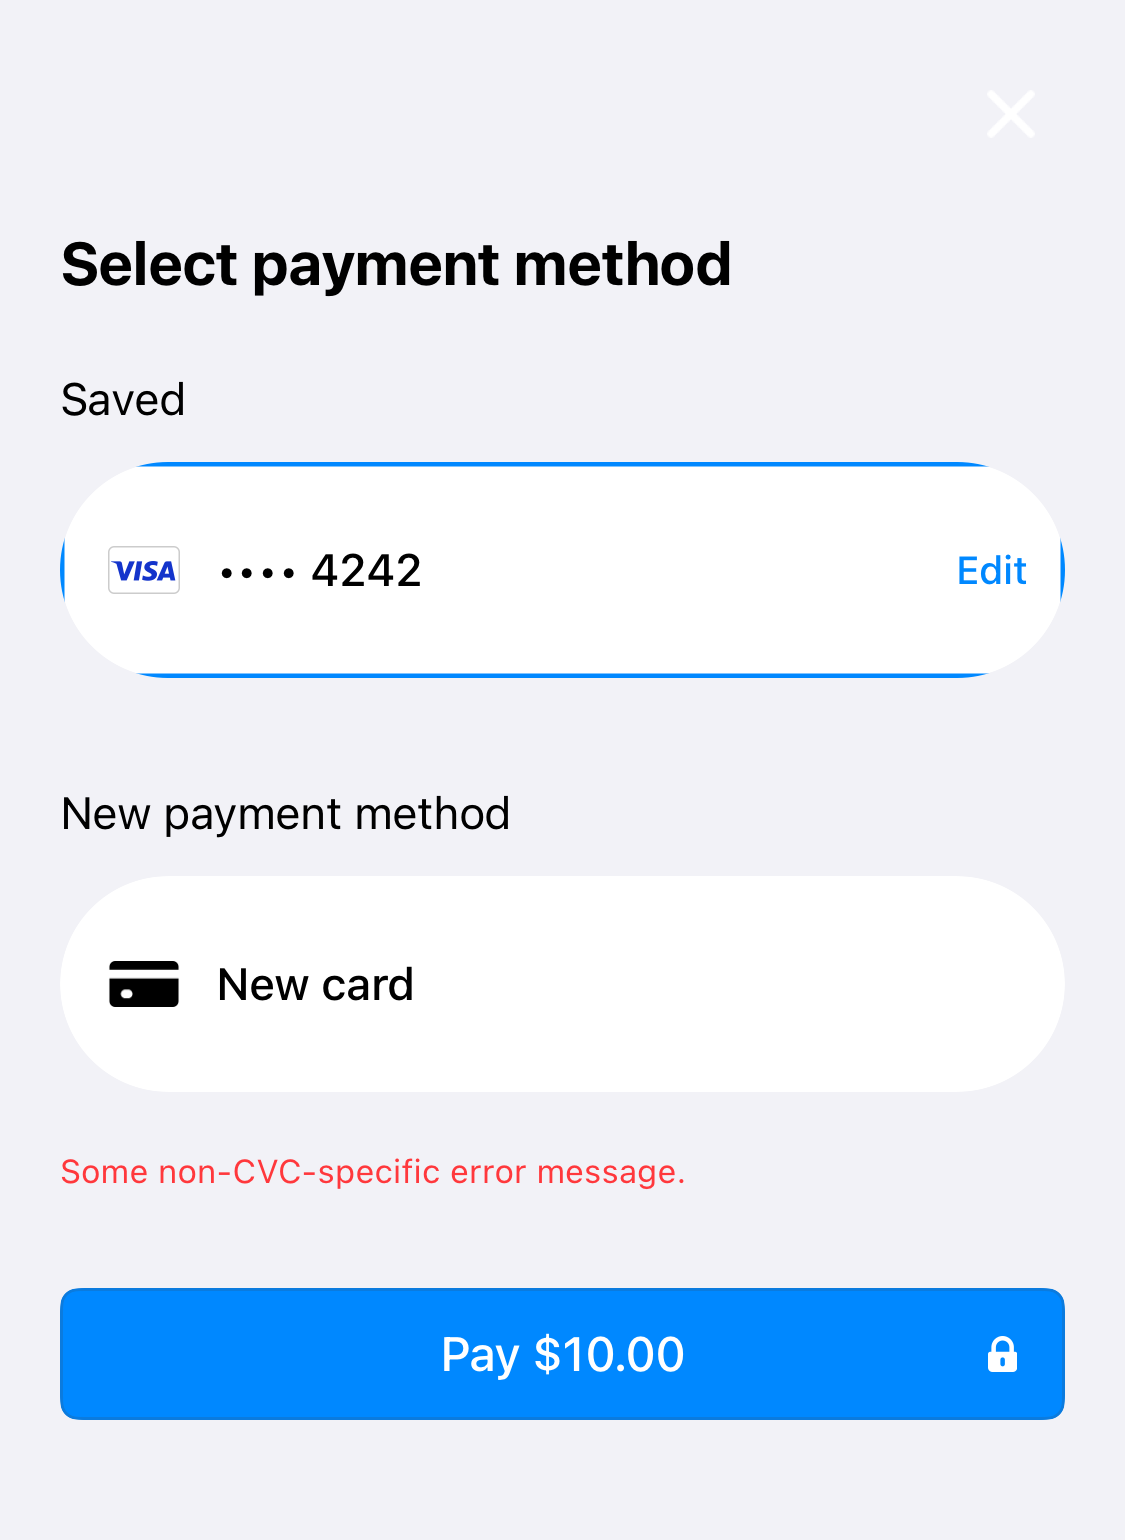 Select payment method
Saved
VISA •••• 4242 Edit
New payment method
New card
Some non-CVC-specific error message.
Pay $10.00